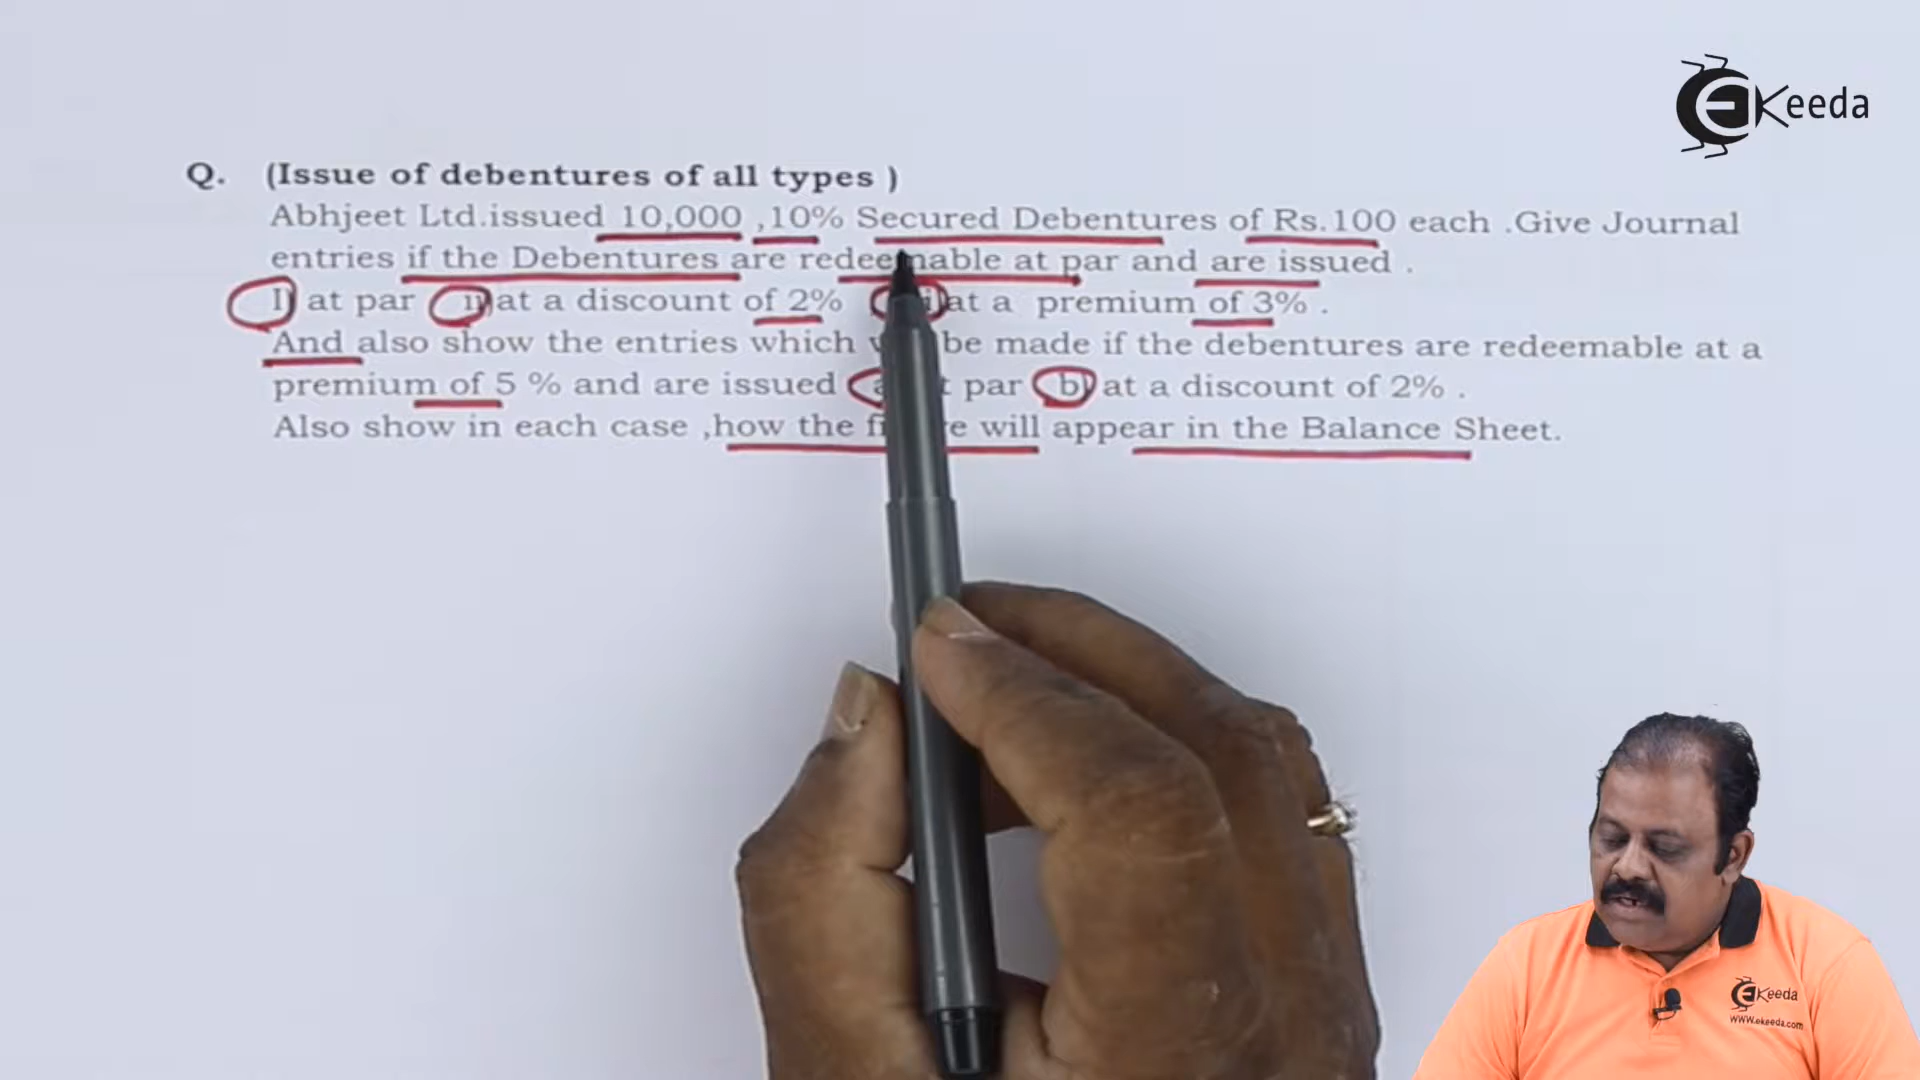 Keeda
Q. (Issue of debentures of all types )
Abhjeet Ltd.issued 10,000 ,10% Secured Debentures of Rs.100 each .Give Journal
entries if the Debentures are redeemable at par and are issued .
I) at par ii) at a discount of 2% at a premium of 3% .
And also show the entries which be made if the debentures are redeemable at a
premium of 5 % and are issued par b) at a discount of 2% .
Also show in each case ,how the will appear in the Balance Sheet.
Keeda
www.ekeeda.com